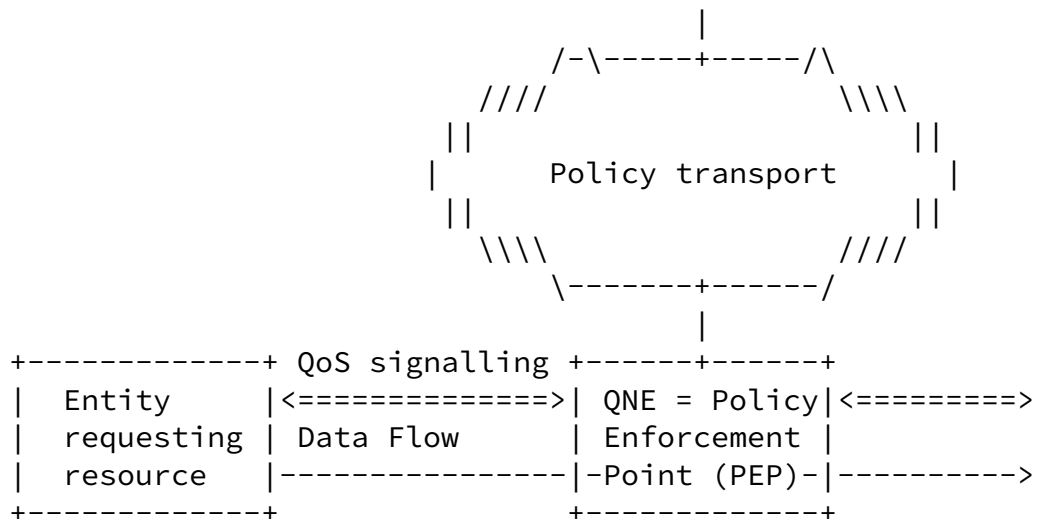 |
                              /-\-----+-----/\
                          ////                \\\\
                        ||                        ||
                       |      Policy transport      |
                        ||                        ||
                          \\\\                ////
                              \-------+------/
                                      |
+-------------+ QoS signalling +------+------+
|  Entity     |<==============>| QNE = Policy|<=========>
|  requesting | Data Flow      | Enforcement |
|  resource   |----------------|-Point (PEP)-|---------->
+-------------+                +-------------+